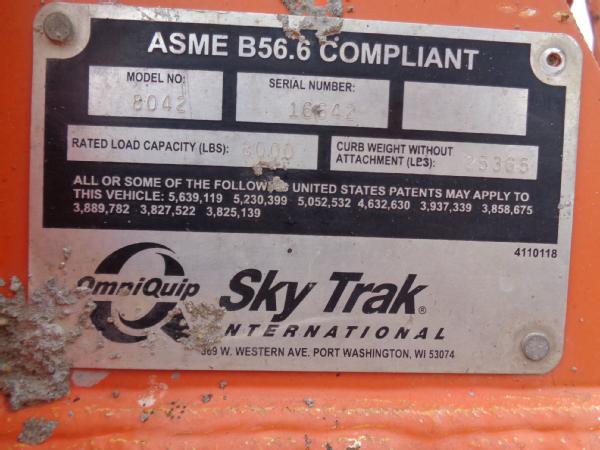 ASME B56.6 COMPLIANT
MODEL NO: SERIAL NUMBER:
8042
RATED LOAD CAPACITY (LBS): CURB WEIGHT WITHOUT
ATTACHMENT (LBS):
ALL OR SOME OF THE FOLLOWING UNITED STATES PATENTS MAY APPLY TO
THIS VEHICLE: 5,639,119 5,230,399 5,052,532 4,632,630 3,937,339 3,858,675
3,889,782 3,827,522 3,825,139
4110118
OmniQuip Sky Trak®
INTERNATIONAL
369 W. WESTERN AVE. PORT WASHINGTON, WI 53074